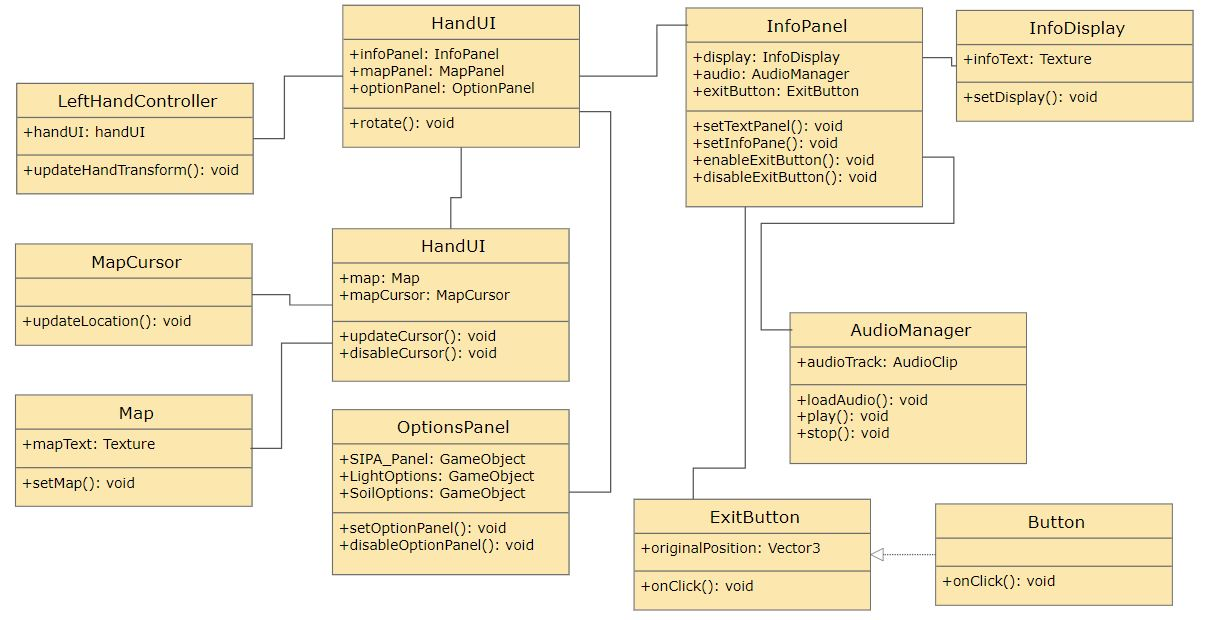 HandUI
+infoPanel: InfoPanel
+mapPanel: MapPanel
+optionPanel: OptionPanel
+rotate(): void
InfoPanel
+display: InfoDisplay
+audio: AudioManager
+exitButton: ExitButton
+setTextPanel(): void
+setInfoPane(): void
+enableExitButton(): void
+disableExitButton(): void
InfoDisplay
+infoText: Texture
+setDisplay(): void
LeftHandController
+handUI: handUI
+updateHandTransform(): void
MapCursor
+updateLocation(): void
HandUI
+map: Map
+mapCursor: MapCursor
+updateCursor(): void
+disableCursor(): void
AudioManager
+audioTrack: AudioClip
+loadAudio(): void
+play(): void
+stop(): void
Map
+mapText: Texture
+setMap(): void
OptionsPanel
+SIPA_Panel: GameObject
+LightOptions: GameObject
+SoilOptions: GameObject
+setOptionPanel(): void
+disableOptionPanel(): void
ExitButton
+originalPosition: Vector3
+onClick(): void
Button
+onClick(): void